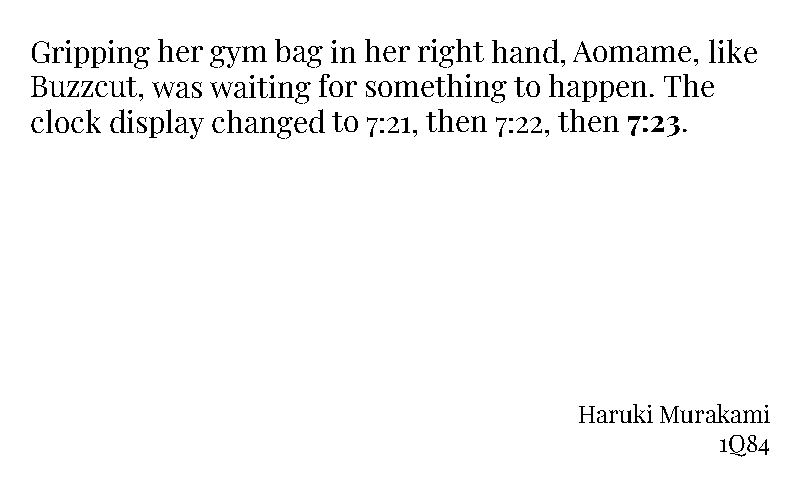 Gripping her gym bag in her right hand, Aomame, like
Buzzcut, was waiting for something to happen. The
clock display changed to 7:21, then 7:22, then 7:23.
Haruki Murakami
1Q84